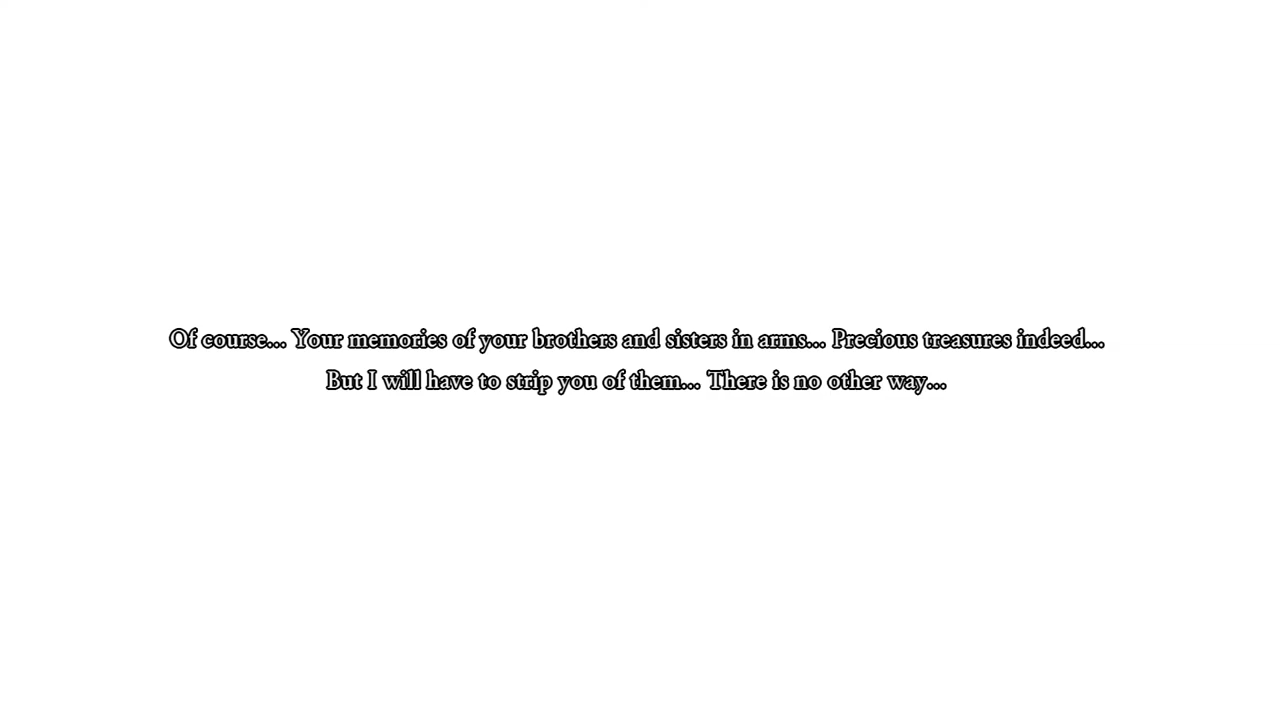 Of course... Your memories of your brothers and sisters in arms... Precious treasures indeed...
But I will have to strip you of them... There is no other way...